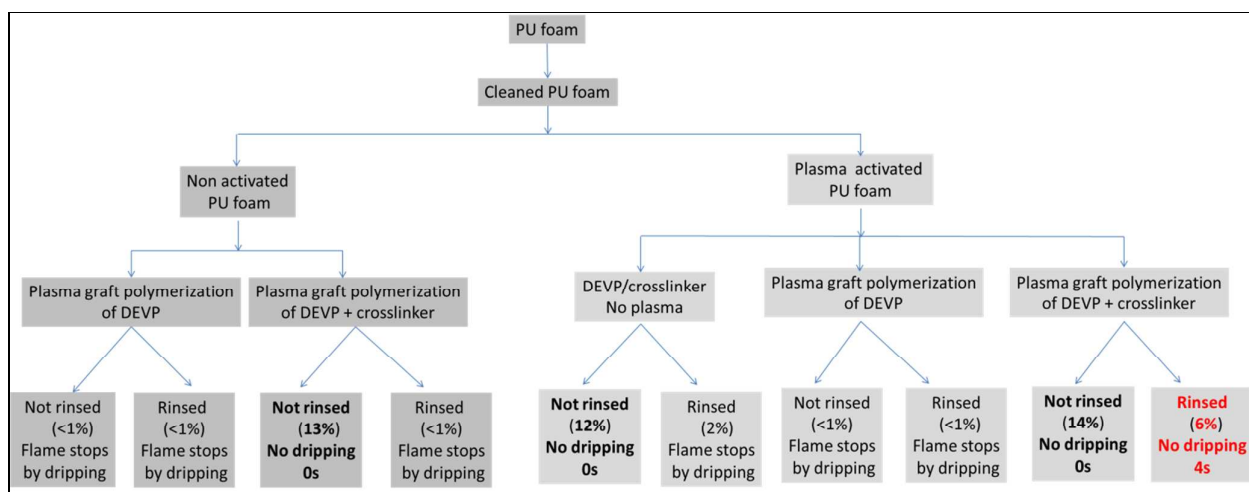 PU foam
Cleaned PU foam
Non activated
PU foam
Plasma activated
PU foam
Plasma graft polymerization
of DEVP
Plasma graft polymerization
of DEVP + crosslinker
DEVP/crosslinker
No plasma
Plasma graft polymerization
of DEVP
Plasma graft polymerization
of DEVP + crosslinker
Not rinsed
(<1%)
Flame stops
by dripping
Rinsed
(<1%)
Flame stops
by dripping
Not rinsed
(13%)
No dripping
0s
Rinsed
(<1%)
Flame stops
by dripping
Not rinsed
(12%)
No dripping
0s
Rinsed
(2%)
Flame stops
by dripping
Not rinsed
(<1%)
Flame stops
by dripping
Rinsed
(<1%)
Flame stops
by dripping
Not rinsed
(14%)
No dripping
0s
Rinsed
(6%)
No dripping
4s